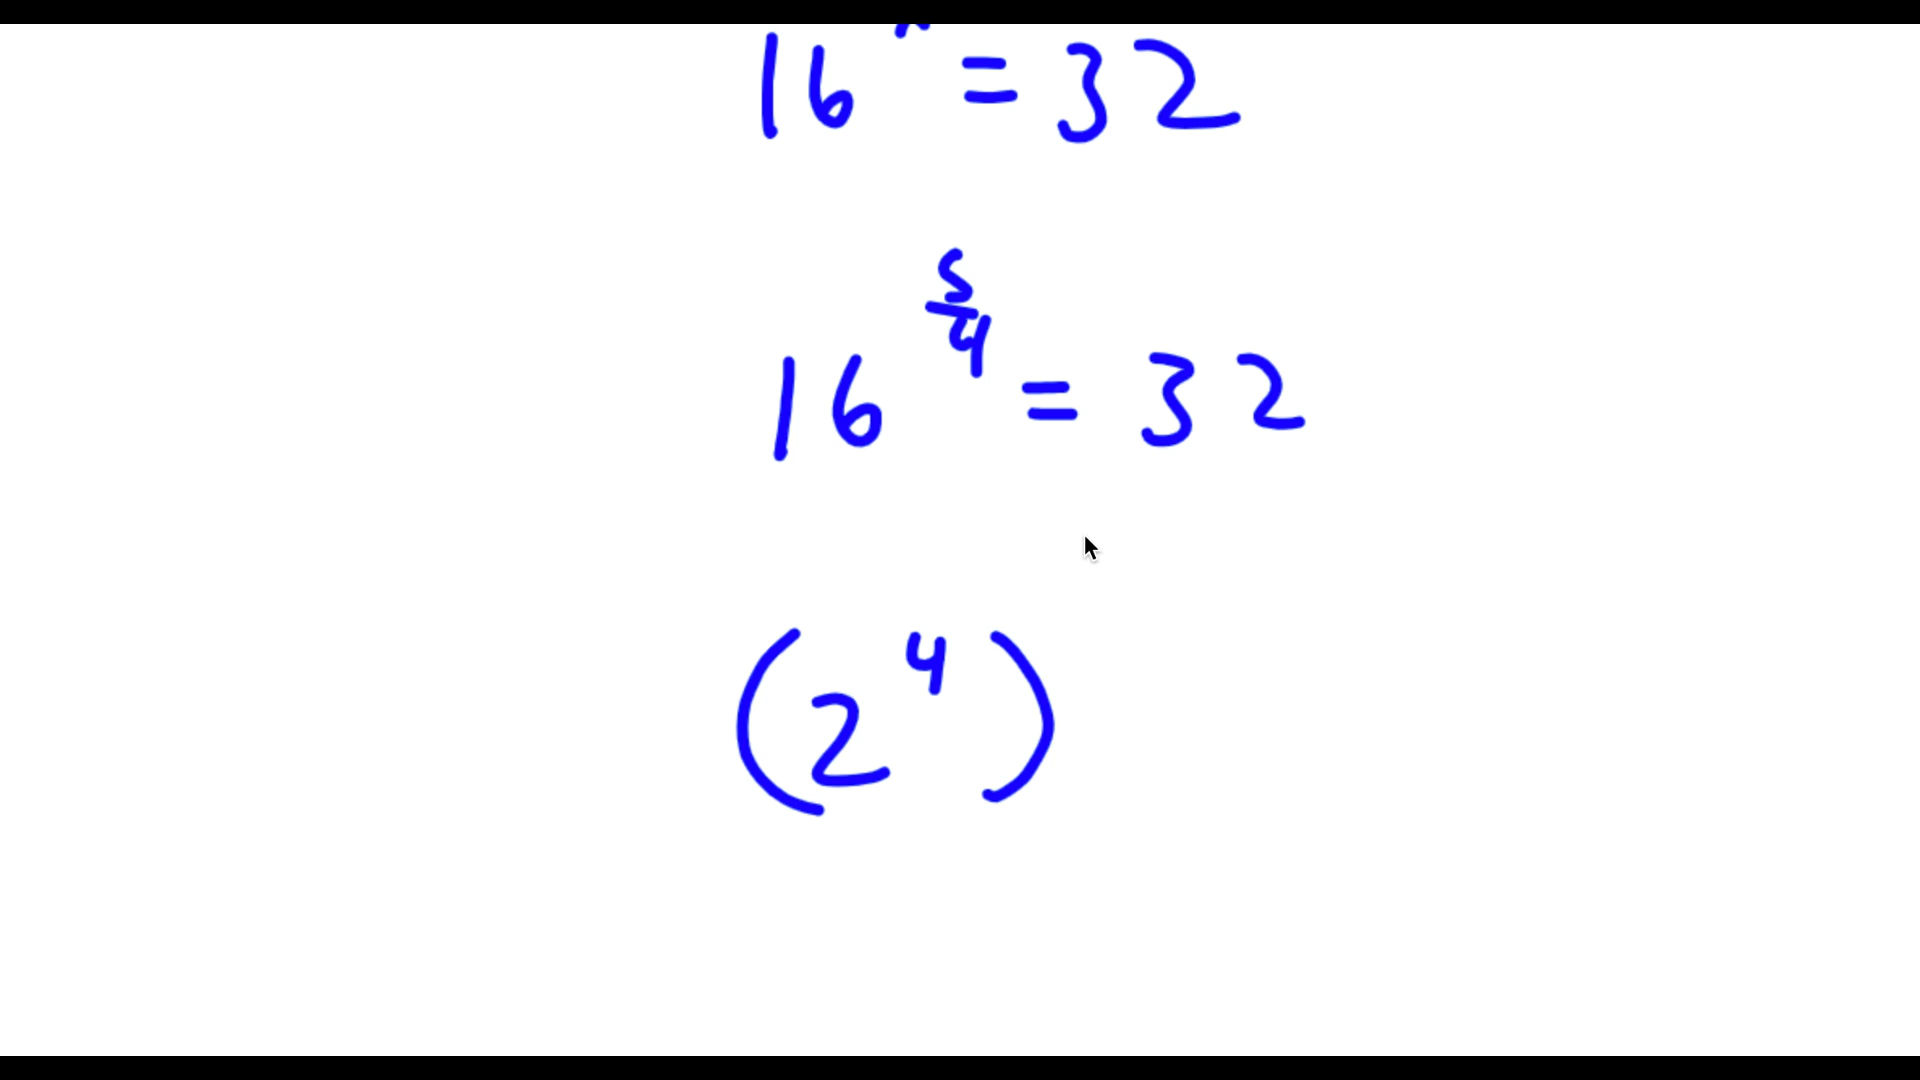 16 = 32
16^(5/4) = 32
(2^4)